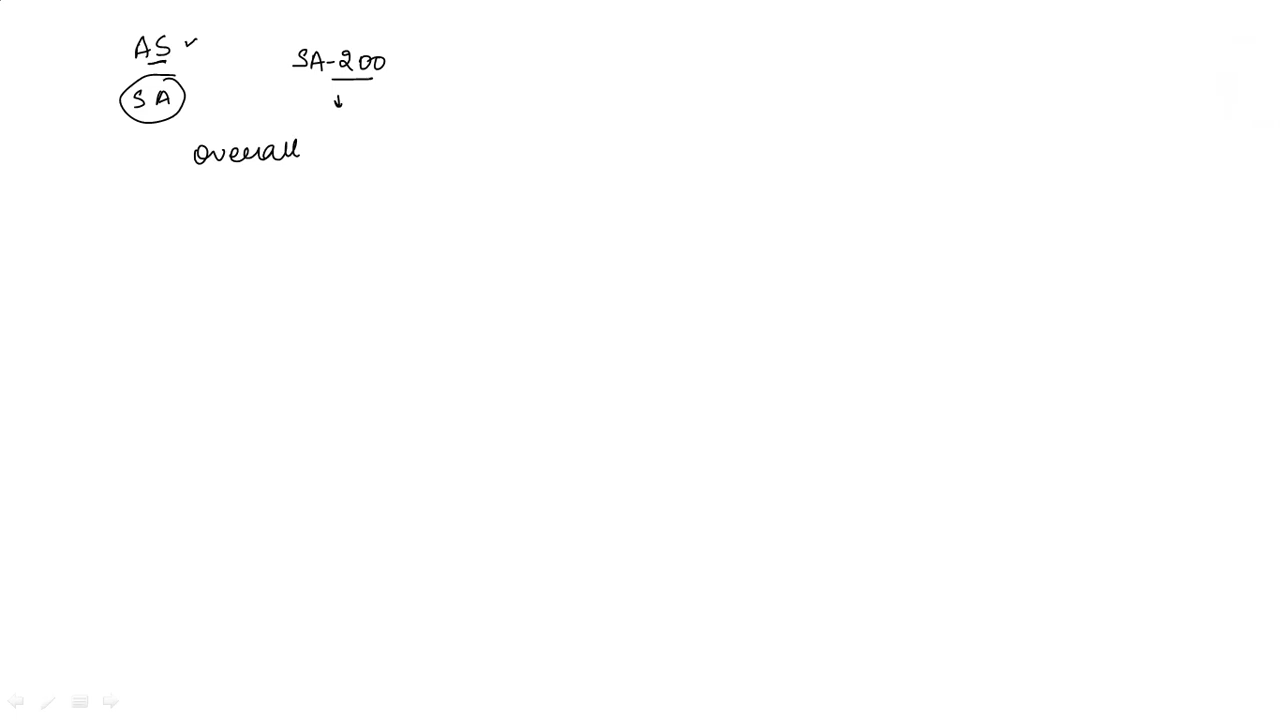 AS ✓
SA-200
SA
↓
overall